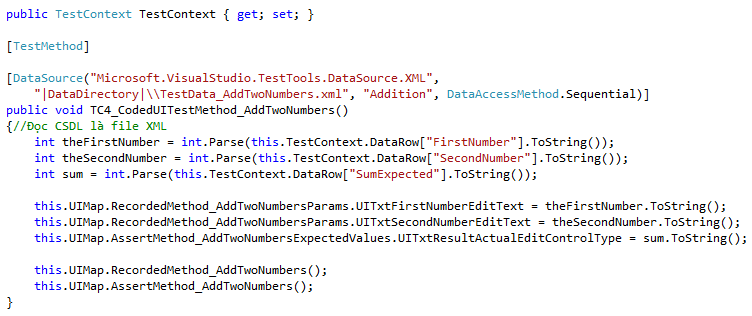 public TestContext TestContext { get; set; }
[TestMethod]
[DataSource("Microsoft.VisualStudio.TestTools.DataSource.XML",
"|DataDirectory|\\TestData_AddTwoNumbers.xml", "Addition", DataAccessMethod.Sequential)]
public void TC4_CodedUITestMethod_AddTwoNumbers()
{//Đọc CSDL là file XML
int theFirstNumber = int.Parse(this.TestContext.DataRow["FirstNumber"].ToString());
int theSecondNumber = int.Parse(this.TestContext.DataRow["SecondNumber"].ToString());
int sum = int.Parse(this.TestContext.DataRow["SumExpected"].ToString());
this.UIMap.RecordedMethod_AddTwoNumbersParams.UITxtFirstNumberEditText = theFirstNumber.ToString();
this.UIMap.RecordedMethod_AddTwoNumbersParams.UITxtSecondNumberEditText = theSecondNumber.ToString();
this.UIMap.AssertMethod_AddTwoNumbersExpectedValues.UITxtResultActualEditControlType = sum.ToString();
this.UIMap.RecordedMethod_AddTwoNumbers();
this.UIMap.AssertMethod_AddTwoNumbers();
}